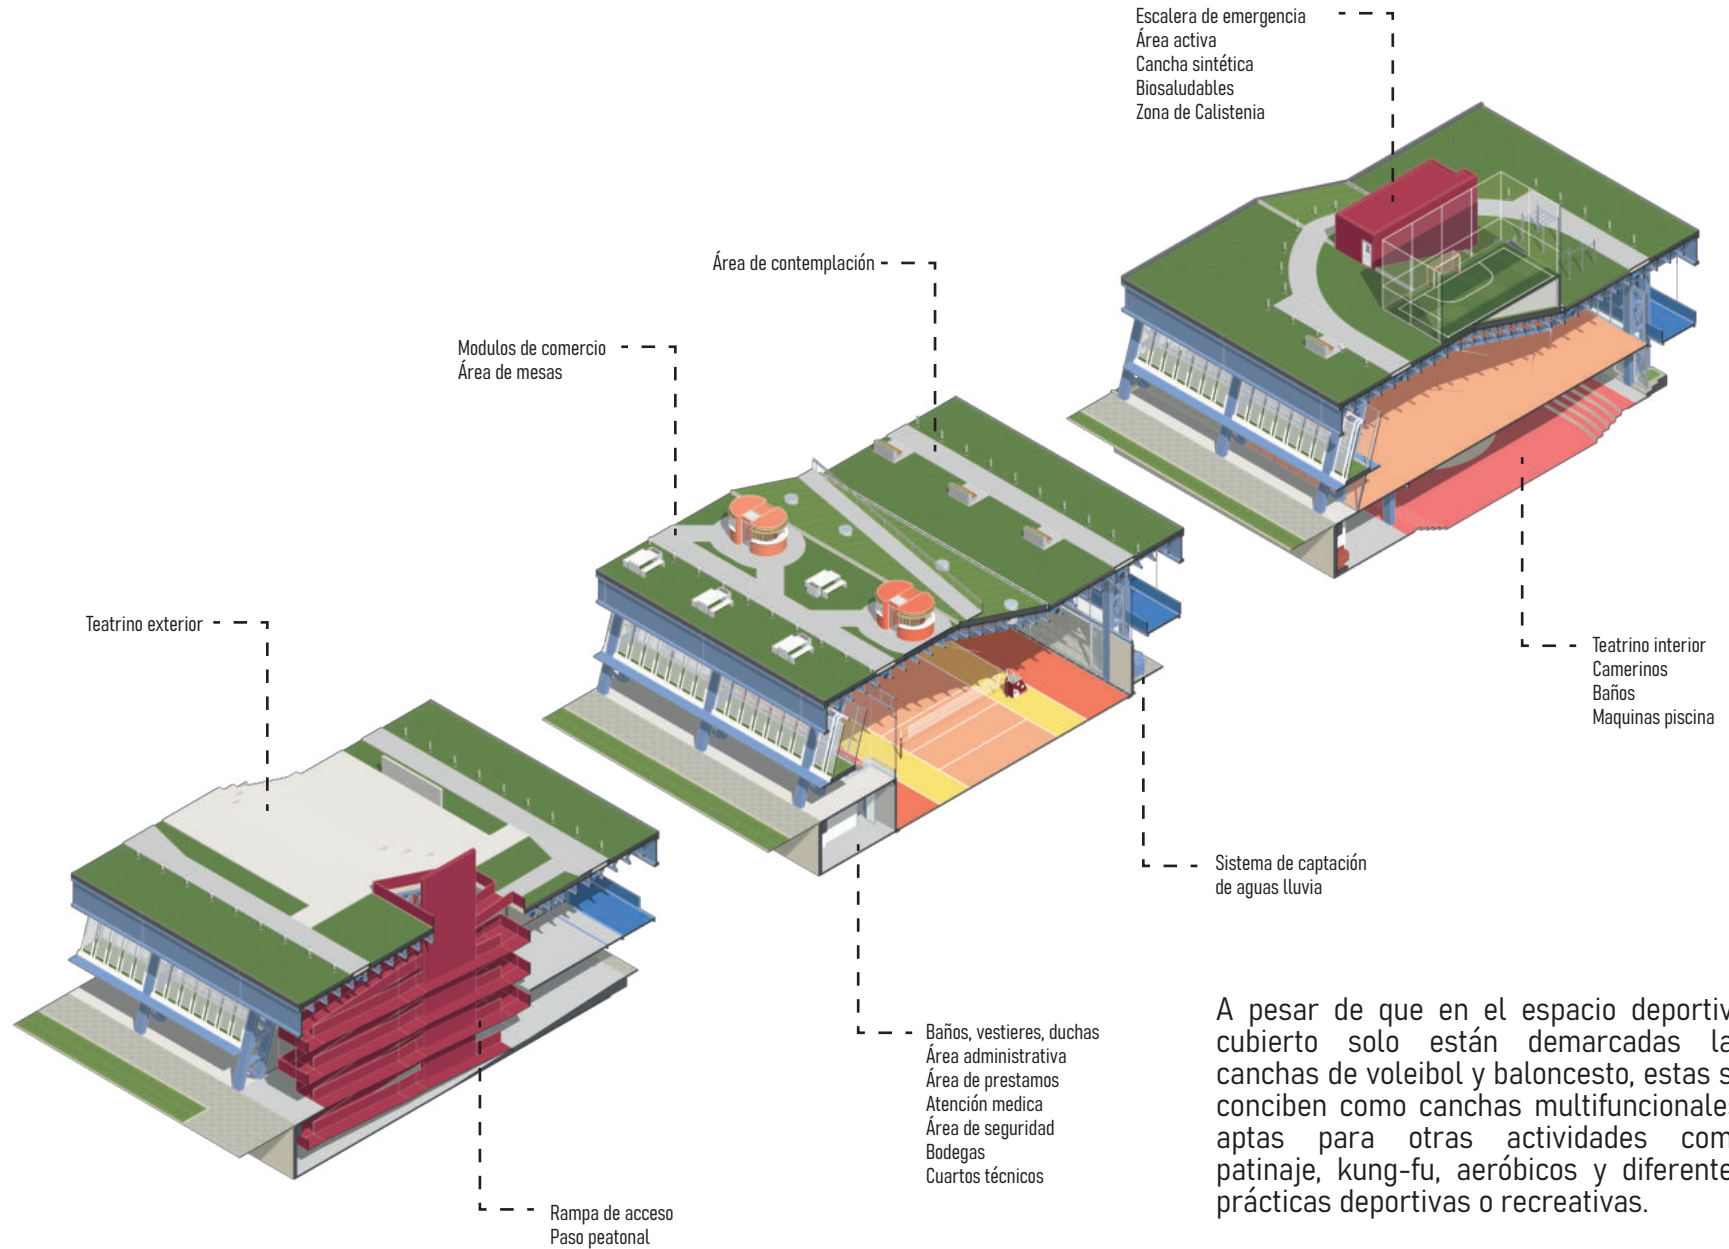 Escalera de emergencia
Área activa
Cancha sintética
Biosaludables
Zona de Calistenia
Área de contemplación
Modulos de comercio
Área de mesas
Teatrino exterior
Teatrino interior
Camerinos
Baños
Maquinas piscina
Sistema de captación
de aguas lluvia
Baños, vestieres, duchas
Área administrativa
Área de prestamos
Atención medica
Área de seguridad
Bodegas
Cuartos técnicos
Rampa de acceso
Paso peatonal
A pesar de que en el espacio deportiv
cubierto solo están demarcadas la
canchas de voleibol y baloncesto, estas s
conciben como canchas multifuncionales
aptas para otras actividades com
patinaje, kung-fu, aeróbicos y diferente
prácticas deportivas o recreativas.